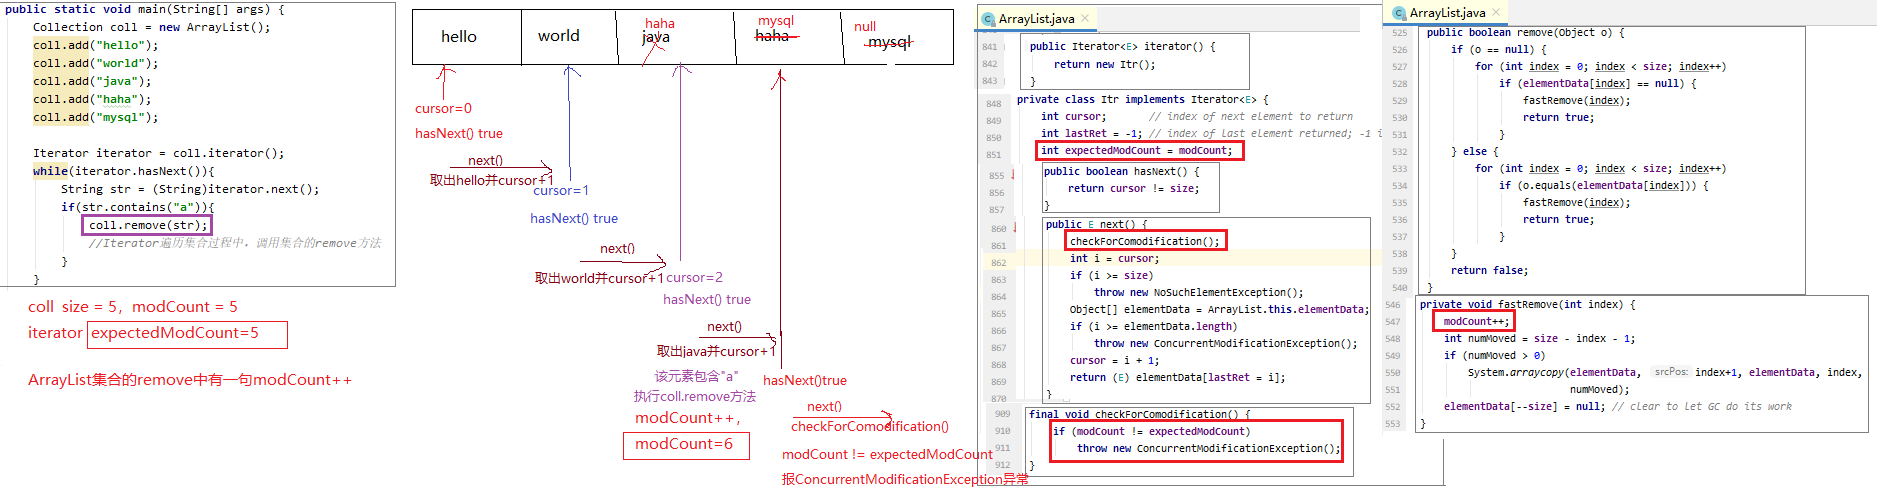 public static void main(String[] args) {
Collection coll = new ArrayList();
coll.add("hello");
coll.add("world");
coll.add("java");
coll.add("haha");
coll.add("mysql");
Iterator iterator = coll.iterator();
while(iterator.hasNext()){
String str = (String)iterator.next();
if(str.contains("a")){
coll.remove(str);
//Iterator遍历集合过程中，调用集合的remove方法
}
}
coll size = 5，modCount = 5
iterator expectedModCount=5
ArrayList集合的remove中有一句modCount++
hello
world
haha
java
mysql
haha
null
mysql
cursor=0
hasNext() true
next()
取出hello并cursor+1
cursor=1
hasNext() true
next()
取出world并cursor+1
cursor=2
hasNext() true
next()
取出java并cursor+1
该元素包含"a"
执行coll.remove方法
modCount++，
modCount=6
hasNext()true
next()
checkForComodification()
modCount != expectedModCount
报ConcurrentModificationException异常
ArrayList.java
841 public Iterator<E> iterator() {
842 return new Itr();
843 }
848 private class Itr implements Iterator<E> {
849 int cursor; // index of next element to return
850 int lastRet = -1; // index of last element returned; -1 i
851 int expectedModCount = modCount;
855 public boolean hasNext() {
856 return cursor != size;
857 }
860 public E next() {
861 checkForComodification();
862 int i = cursor;
863 if (i >= size)
864 throw new NoSuchElementException();
865 Object[] elementData = ArrayList.this.elementData;
866 if (i >= elementData.length)
867 throw new ConcurrentModificationException();
868 cursor = i + 1;
869 return (E) elementData[lastRet = i];
870 }
909 final void checkForComodification() {
910 if (modCount != expectedModCount)
911 throw new ConcurrentModificationException();
912 }
ArrayList.java
525 public boolean remove(Object o) {
526 if (o == null) {
527 for (int index = 0; index < size; index++)
528 if (elementData[index] == null) {
529 fastRemove(index);
530 return true;
531 }
532 } else {
533 for (int index = 0; index < size; index++)
534 if (o.equals(elementData[index])) {
535 fastRemove(index);
536 return true;
537 }
538 }
539 return false;
540 }
546 private void fastRemove(int index) {
547 modCount++;
548 int numMoved = size - index - 1;
549 if (numMoved > 0)
550 System.arraycopy(elementData, srcPos: index+1, elementData, index,
551 numMoved);
552 elementData[--size] = null; // clear to let GC do its work
553 }